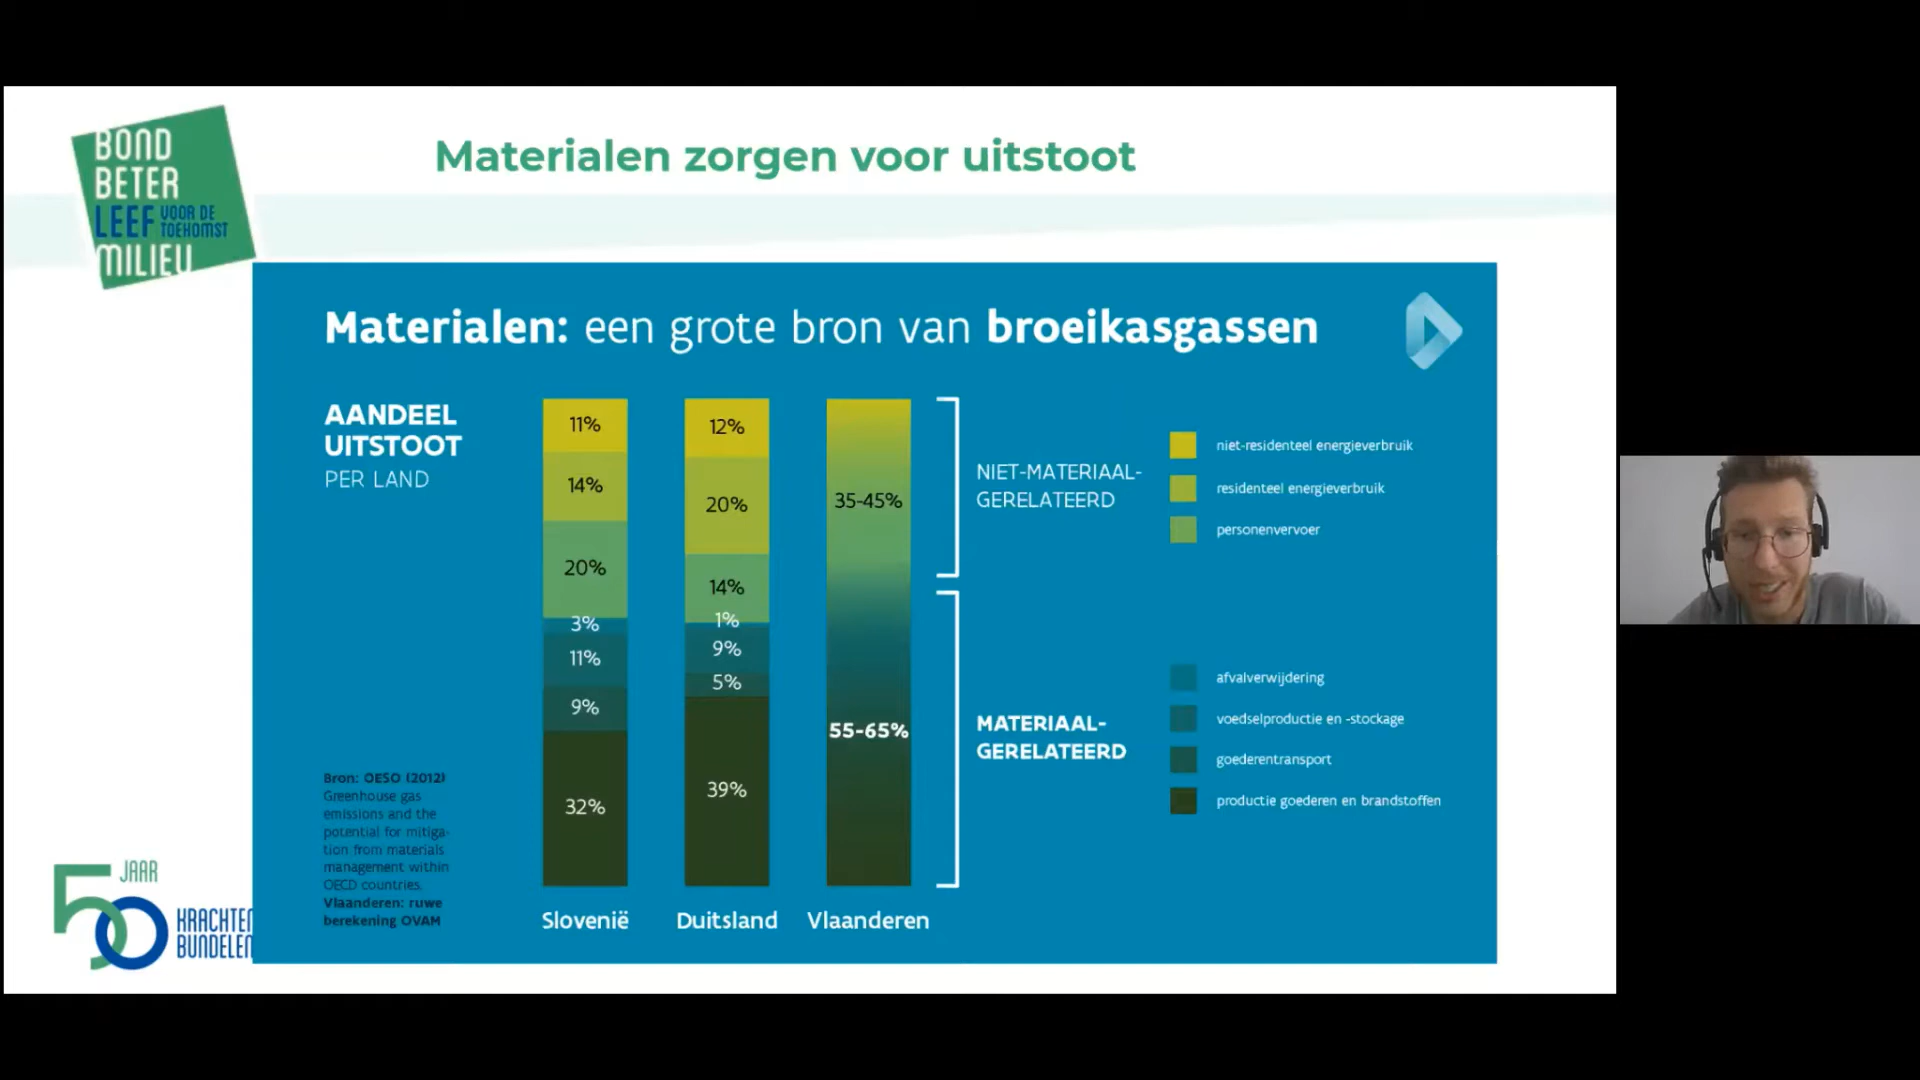 BOND
BETER
LEEF VOOR DE TOEKOMST
MILIEU
Materialen zorgen voor uitstoot
Materialen: een grote bron van broeikasgassen
AANDEEL
UITSTOOT
PER LAND
11%
14%
20%
3%
11%
9%
32%
Slovenië
12%
20%
14%
1%
9%
5%
39%
Duitsland
35-45%
55-65%
Vlaanderen
NIET-MATERIAAL-
GERELATEERD
niet-residenteel energieverbruik
residenteel energieverbruik
personenvervoer
MATERIAAL-
GERELATEERD
afvalverwijdering
voedselproductie en -stockage
goederentransport
productie goederen en brandstoffen
Bron: OESO (2012)
Greenhouse gas
emissions and the
potential for mitiga-
tion from materials
management within
OECD countries.
Vlaanderen: ruwe
berekening OVAM
50 JAAR
KRACHTEN
BUNDELEN